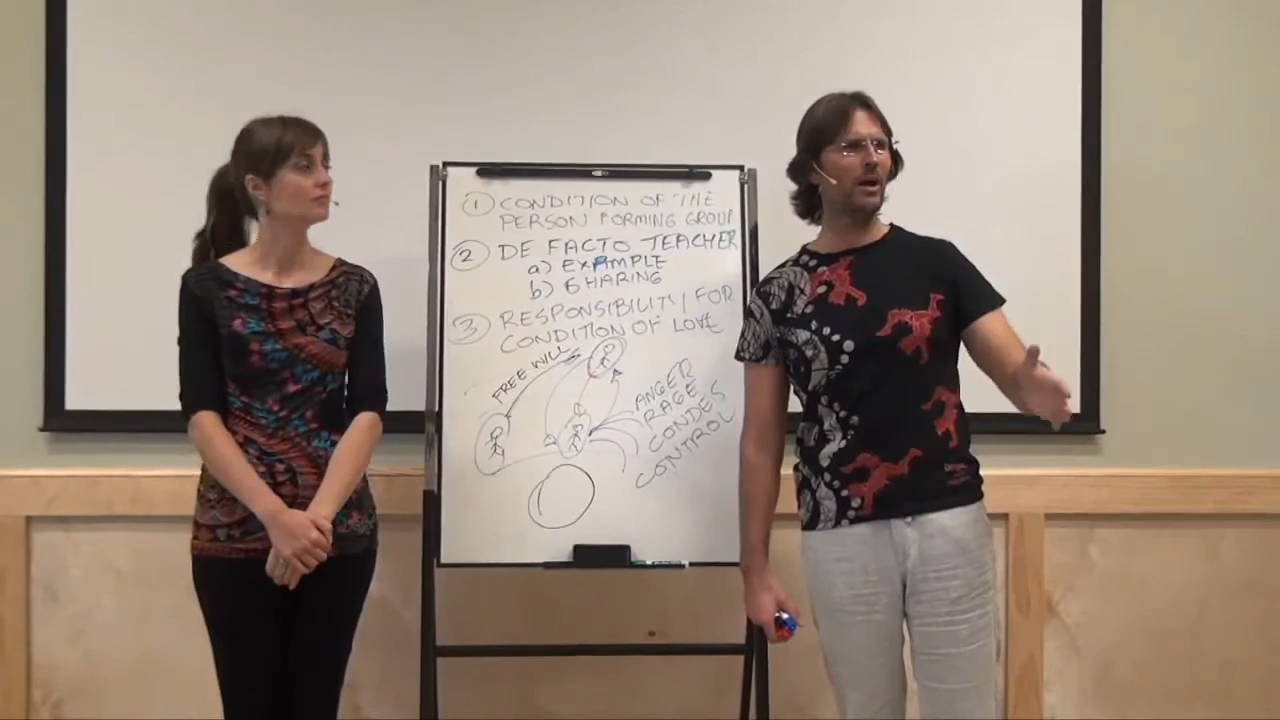 ① CONDITION OF THE
PERSON FORMING GROUP
② DE FACTO TEACHER
a) EXAMPLE
b) SHARING
③ RESPONSIBILITY FOR
CONDITION OF LOVE
FREE WILL
ANGER
RAGE
CONDES
CONTROL